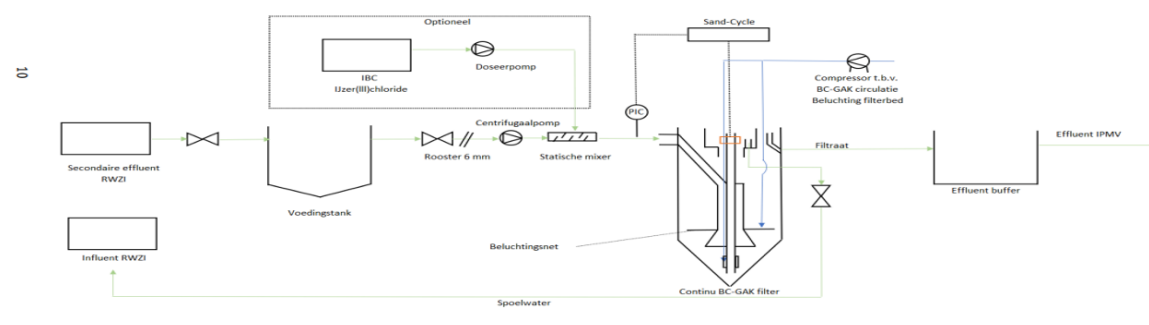 Optioneel
Sand-Cycle
10
IBC
IJzer(III)chloride
Doseerpomp
Compressor t.b.v.
BC-GAK circulatie
Beluchting filterbed
PIC
Centrifugaalpomp
Effluent IPMV
Secondaire effluent
RWZI
Rooster 6 mm
Statische mixer
Filtraat
Effluent buffer
Voedingstank
Beluchtingsnet
Influent RWZI
Continu BC-GAK filter
Spoelwater